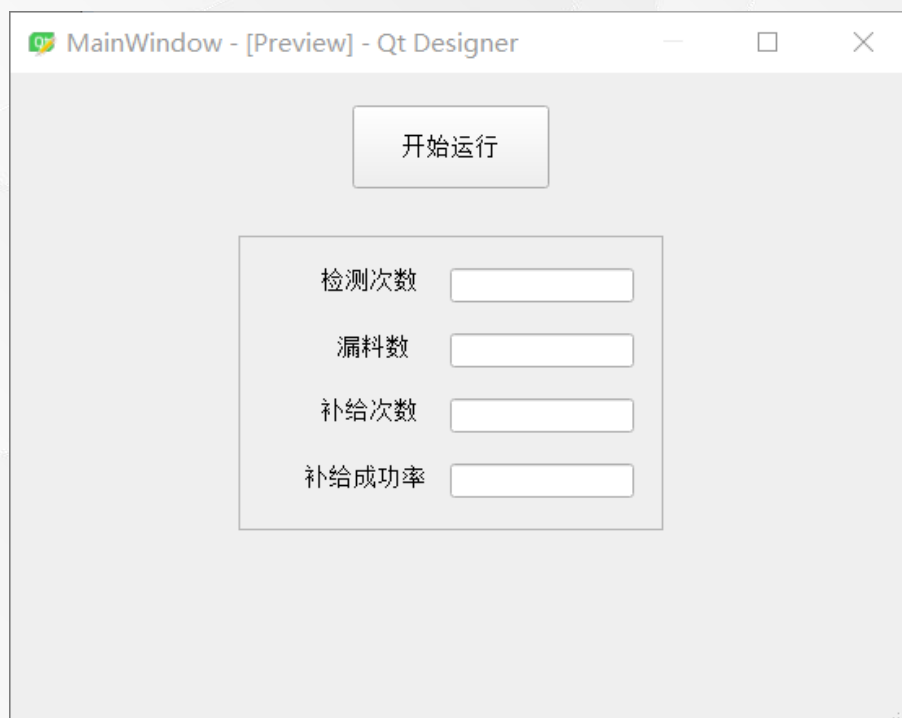 MainWindow - [Preview] - Qt Designer
开始运行
检测次数
漏料数
补给次数
补给成功率